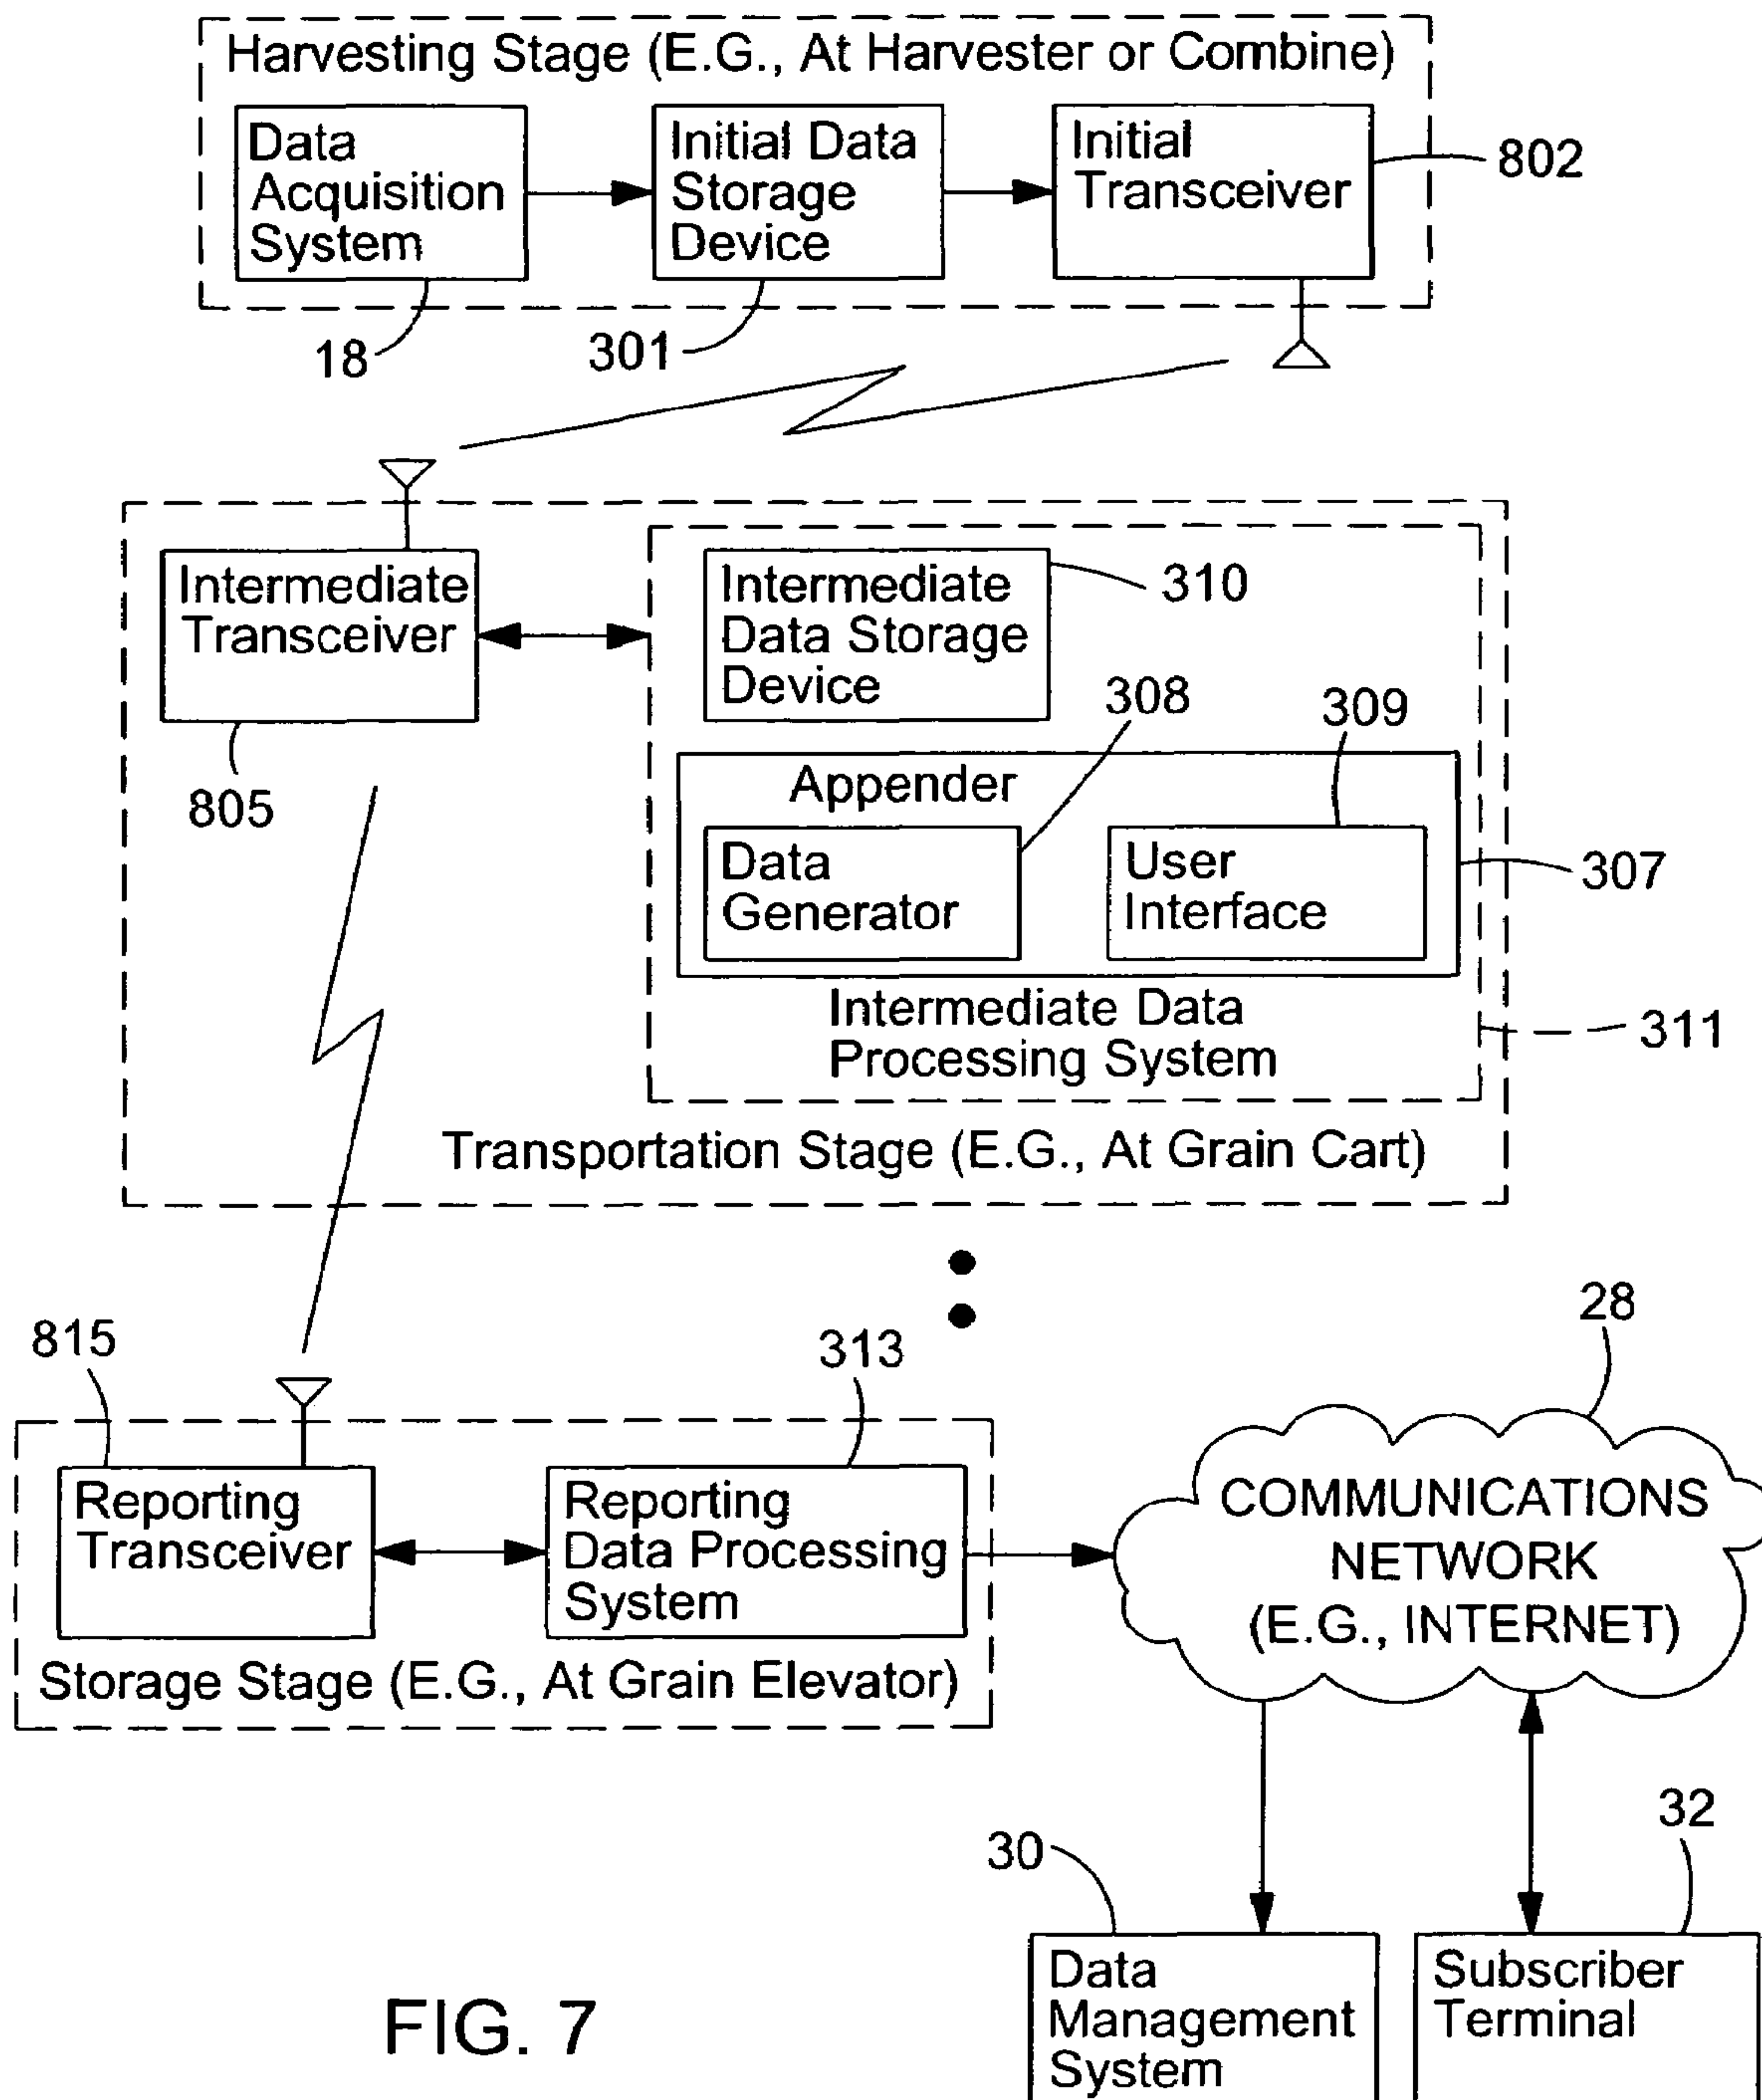 Harvesting Stage (E.G., At Harvester or Combine)
Data
Acquisition
System
Initial Data
Storage
Device
Initial
Transceiver
802
18
301
Intermediate
Transceiver
805
Intermediate
Data Storage
Device
310
308
309
Appender
Data
Generator
User
Interface
307
Intermediate Data
Processing System
311
Transportation Stage (E.G., At Grain Cart)
815
313
28
Reporting
Transceiver
Reporting
Data Processing
System
Storage Stage (E.G., At Grain Elevator)
COMMUNICATIONS
NETWORK
(E.G., INTERNET)
30
32
Data
Management
System
Subscriber
Terminal
FIG. 7